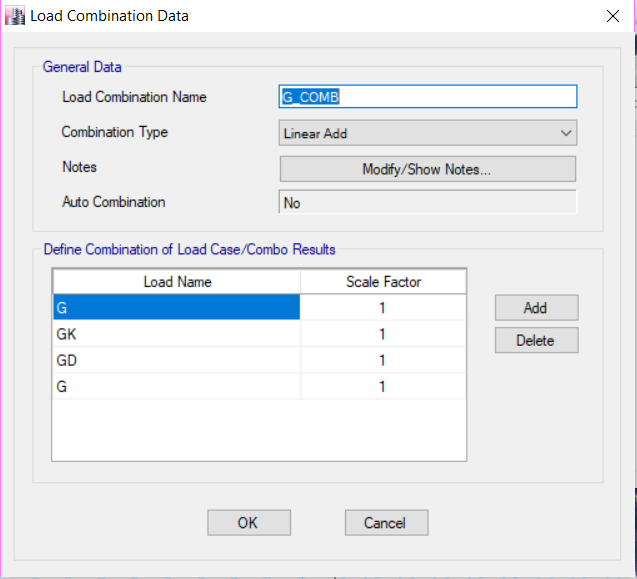 Load Combination Data
General Data
Load Combination Name G_COMB
Combination Type Linear Add
Notes Modify/Show Notes...
Auto Combination No
Define Combination of Load Case/Combo Results
Load Name Scale Factor
G 1 Add
GK 1 Delete
GD 1
G 1
OK Cancel